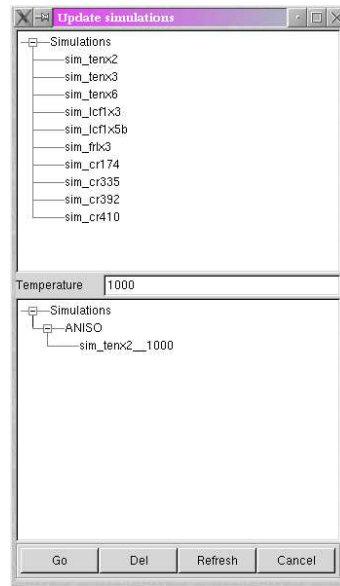 Update simulations
Simulations
sim_tenx2
sim_tenx3
sim_tenx6
sim_lcf1x3
sim_lcf1x5b
sim_frlx3
sim_cr174
sim_cr335
sim_cr392
sim_cr410
Temperature 1000
Simulations
ANISO
sim_tenx2__1000
Go Del Refresh Cancel